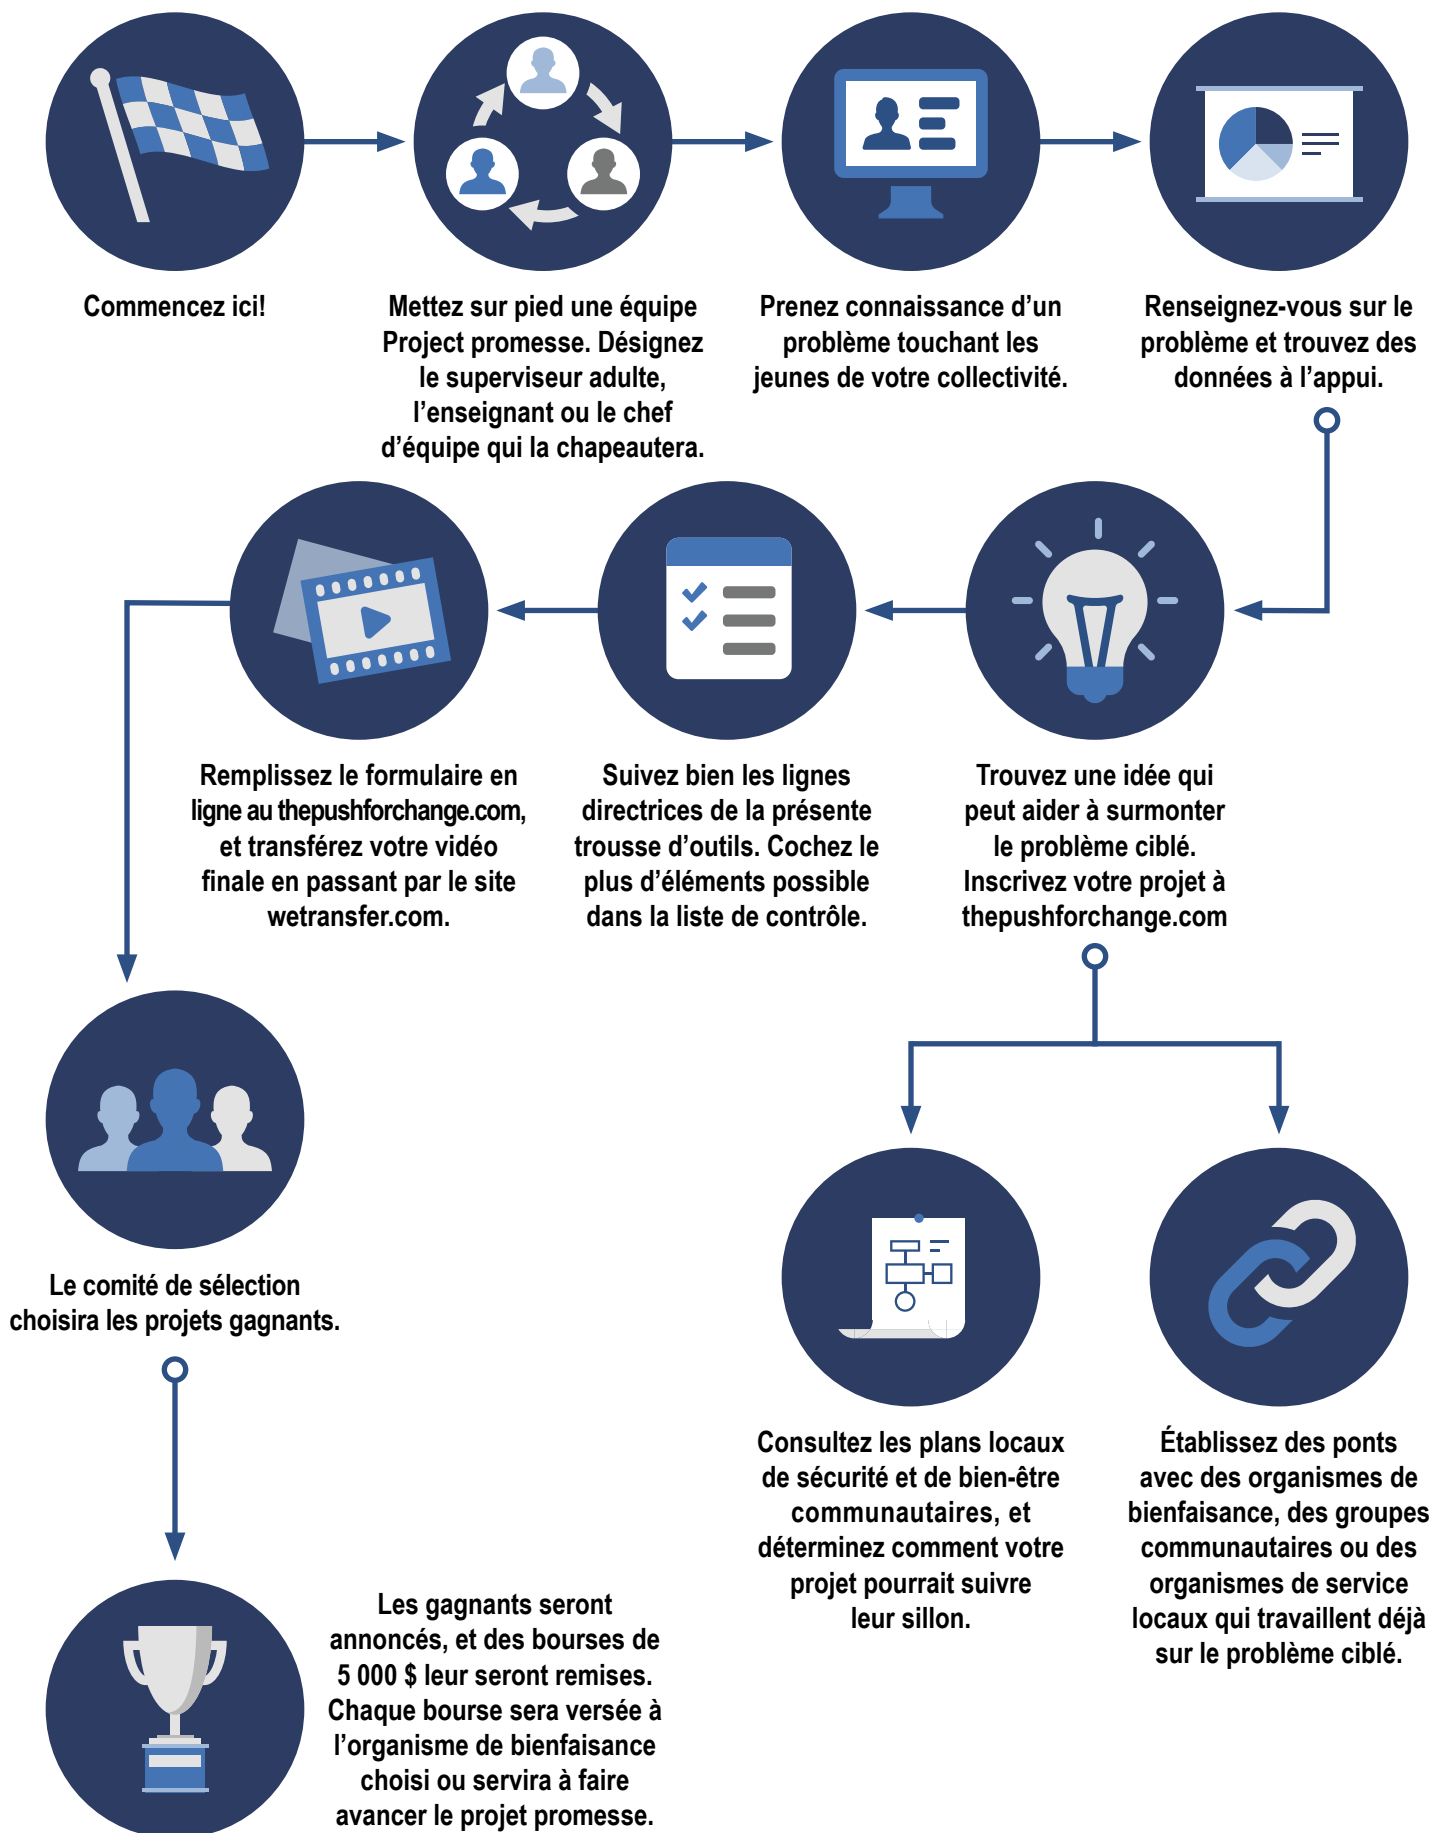 Commencez ici!
Mettez sur pied une équipe
Project promesse. Désignez
le superviseur adulte,
l’enseignant ou le chef
d’équipe qui la chapeautera.
Prenez connaissance d’un
problème touchant les
jeunes de votre collectivité.
Renseignez-vous sur le
problème et trouvez des
données à l’appui.
Trouvez une idée qui
peut aider à surmonter
le problème ciblé.
Inscrivez votre projet à
thepushforchange.com
Suivez bien les lignes
directrices de la présente
trousse d’outils. Cochez le
plus d’éléments possible
dans la liste de contrôle.
Remplissez le formulaire en
ligne au thepushforchange.com,
et transférez votre vidéo
finale en passant par le site
wetransfer.com.
Consultez les plans locaux
de sécurité et de bien-être
communautaires, et
déterminez comment votre
projet pourrait suivre
leur sillon.
Établissez des ponts
avec des organismes de
bienfaisance, des groupes
communautaires ou des
organismes de service
locaux qui travaillent déjà
sur le problème ciblé.
Le comité de sélection
choisira les projets gagnants.
Les gagnants seront
annoncés, et des bourses de
5 000 $ leur seront remises.
Chaque bourse sera versée à
l’organisme de bienfaisance
choisi ou servira à faire
avancer le projet promesse.